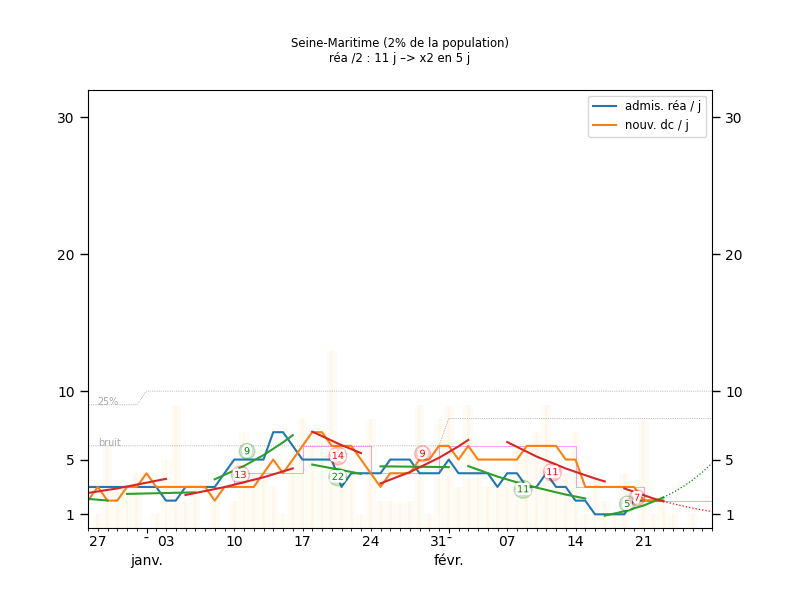 Seine-Maritime (2% de la population)
réa /2 : 11 j –> x2 en 5 j
admis. réa / j
nouv. dc / j
30 30
20 20
10 10
25%
bruit
9
13
14
22
9
11
11
5
7
5 5
1 1
27 03 10 17 24 31 07 14 21
janv. févr.